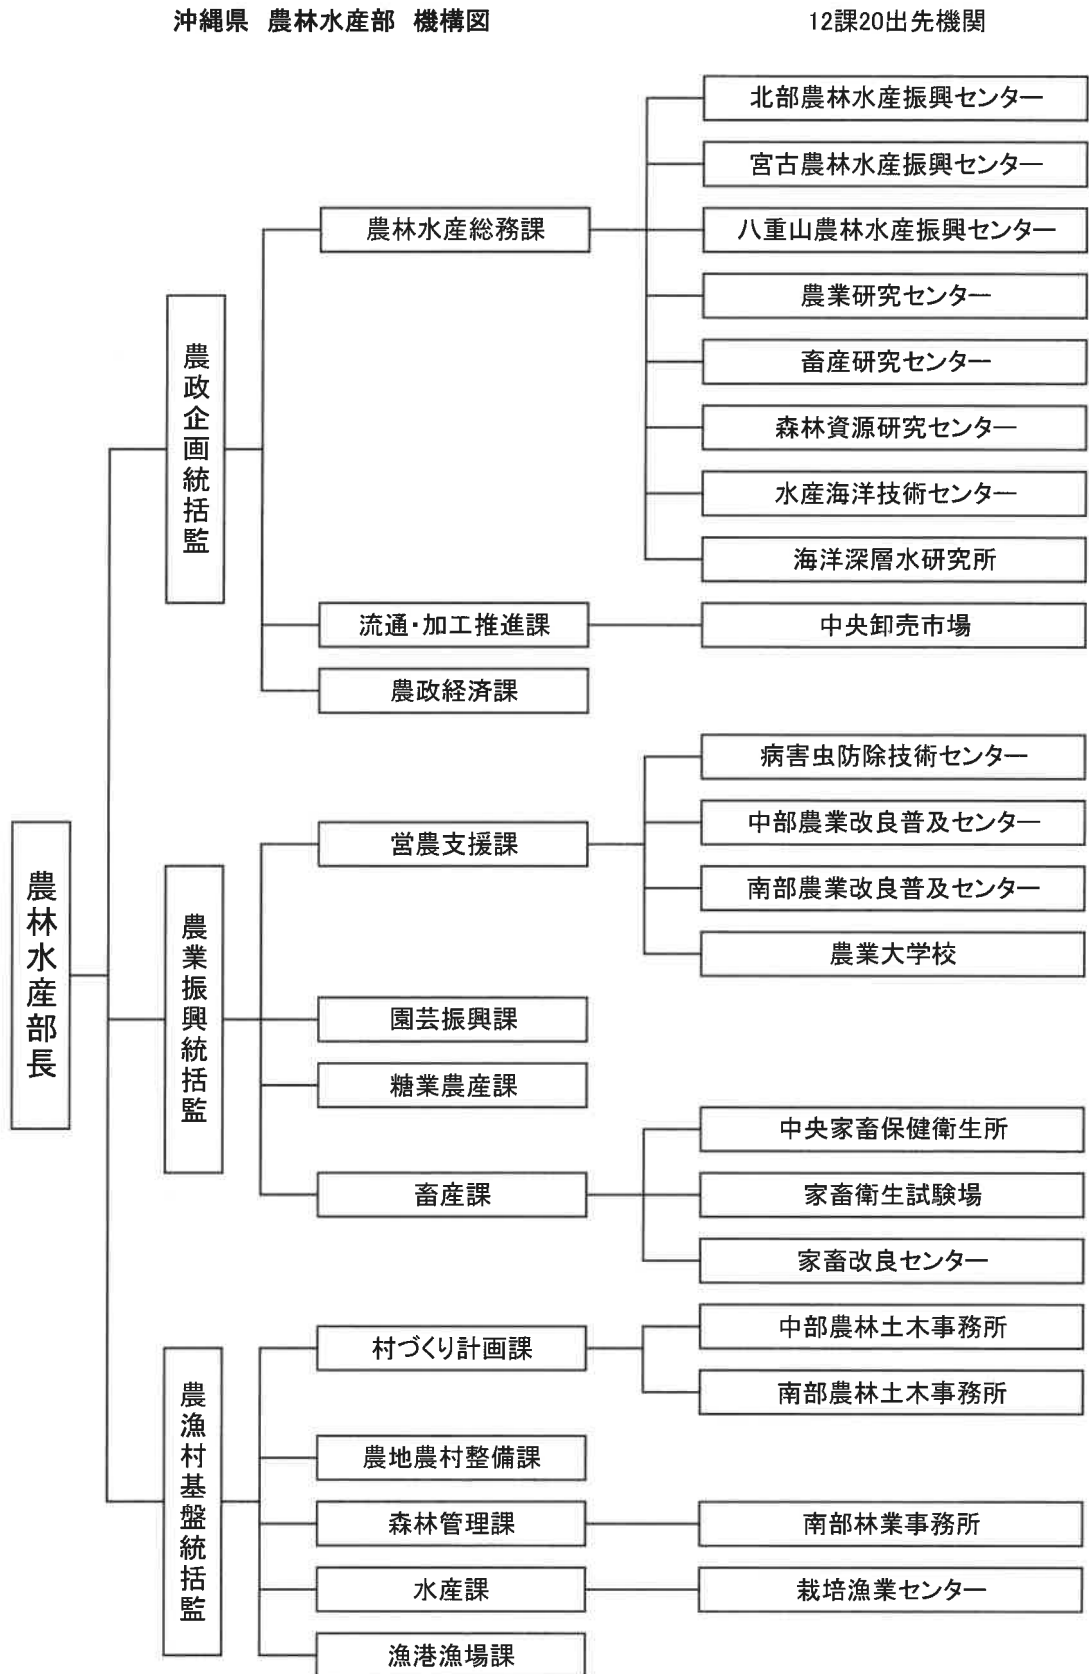 沖縄県 農林水産部 機構図
12課20出先機関
農林水産部長
農政企画統括監
農林水産総務課
北部農林水産振興センター
宮古農林水産振興センター
八重山農林水産振興センター
農業研究センター
畜産研究センター
森林資源研究センター
水産海洋技術センター
海洋深層水研究所
流通・加工推進課
中央卸売市場
農政経済課
農業振興統括監
営農支援課
病害虫防除技術センター
中部農業改良普及センター
南部農業改良普及センター
農業大学校
園芸振興課
糖業農産課
畜産課
中央家畜保健衛生所
家畜衛生試験場
家畜改良センター
農漁村基盤統括監
村づくり計画課
中部農林土木事務所
南部農林土木事務所
農地農村整備課
森林管理課
南部林業事務所
水産課
栽培漁業センター
漁港漁場課